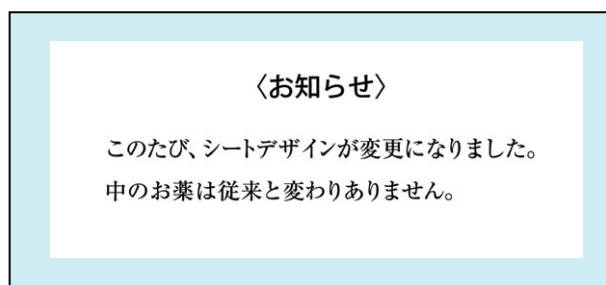 〈お知らせ〉
このたび、シートデザインが変更になりました。
中のお薬は従来と変わりありません。